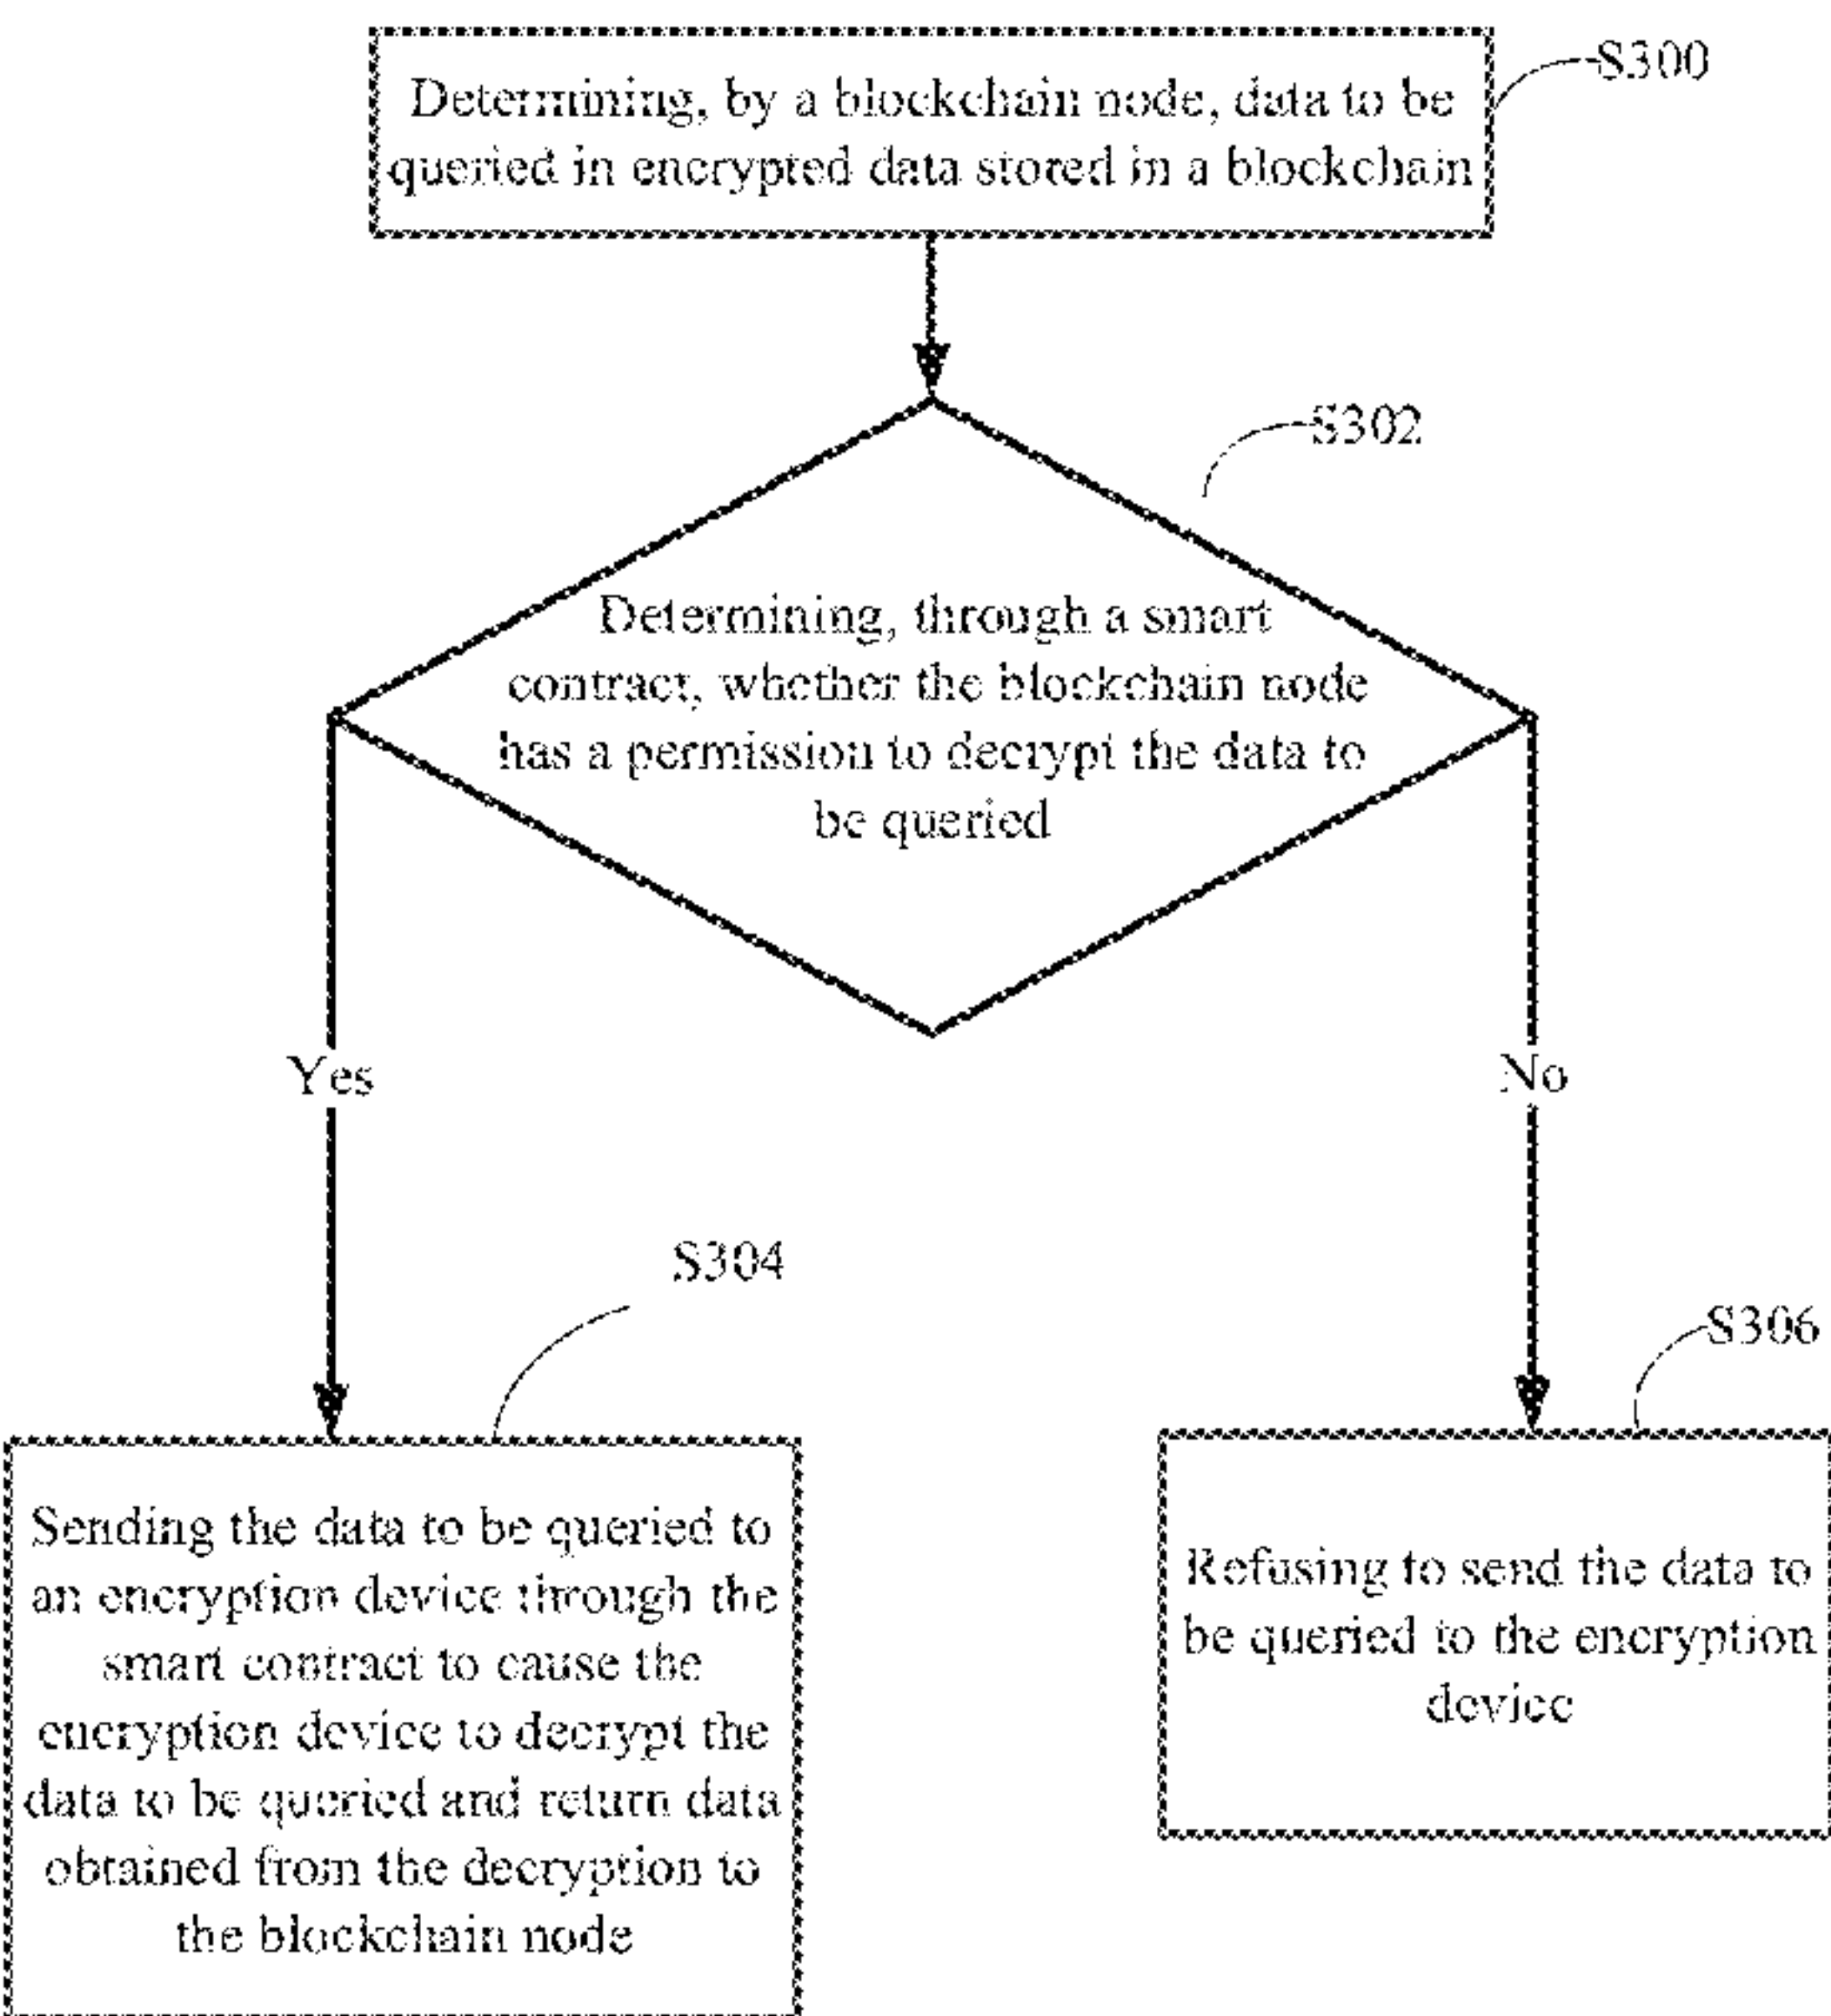 S300
Determining, by a blockchain node, data to be
queried in encrypted data stored in a blockchain
S302
Determining, through a smart
contract, whether the blockchain node
has a permission to decrypt the data to
be queried
Yes
No
S304
S306
Sending the data to be queried to
an encryption device through the
smart contract to cause the
encryption device to decrypt the
data to be queried and return data
obtained from the decryption to
the blockchain node
Refusing to send the data to
be queried to the encryption
device